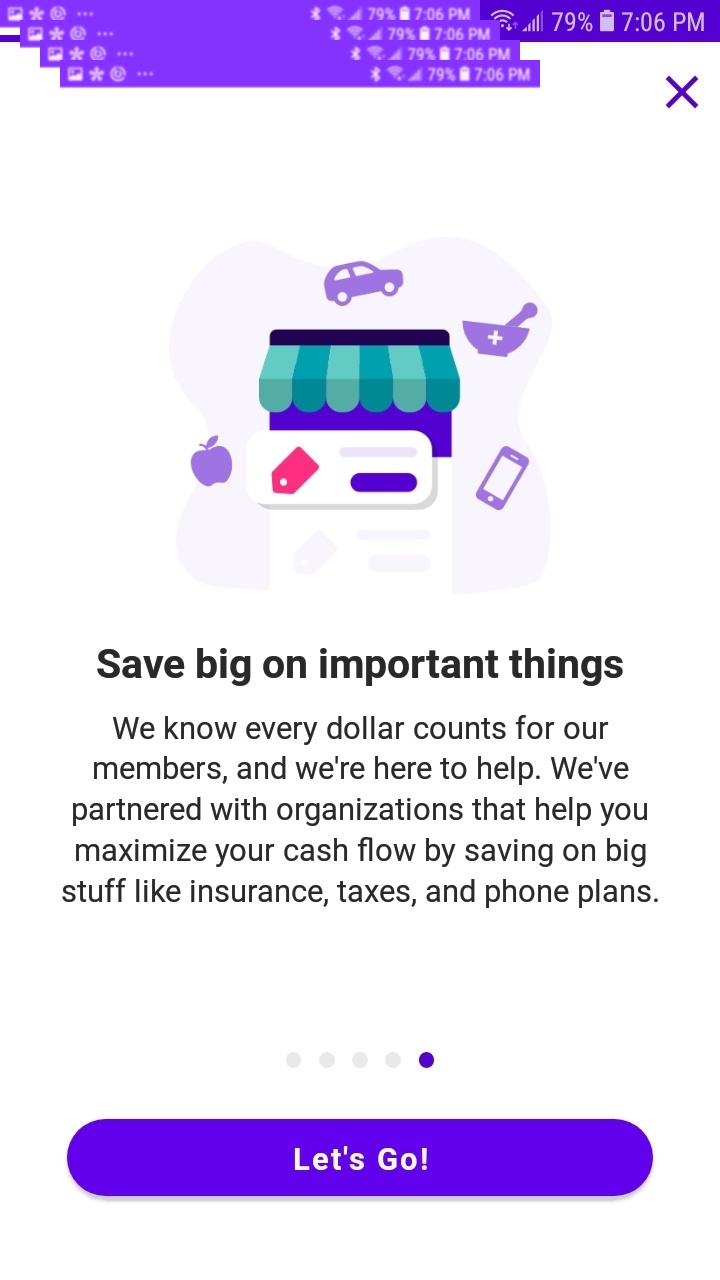 79% 7:06 PM 79% 7:06 PM
79% 7:06 PM
79% 7:06 PM
79% 7:06 PM
Save big on important things
We know every dollar counts for our
members, and we're here to help. We've
partnered with organizations that help you
maximize your cash flow by saving on big
stuff like insurance, taxes, and phone plans.
Let's Go!